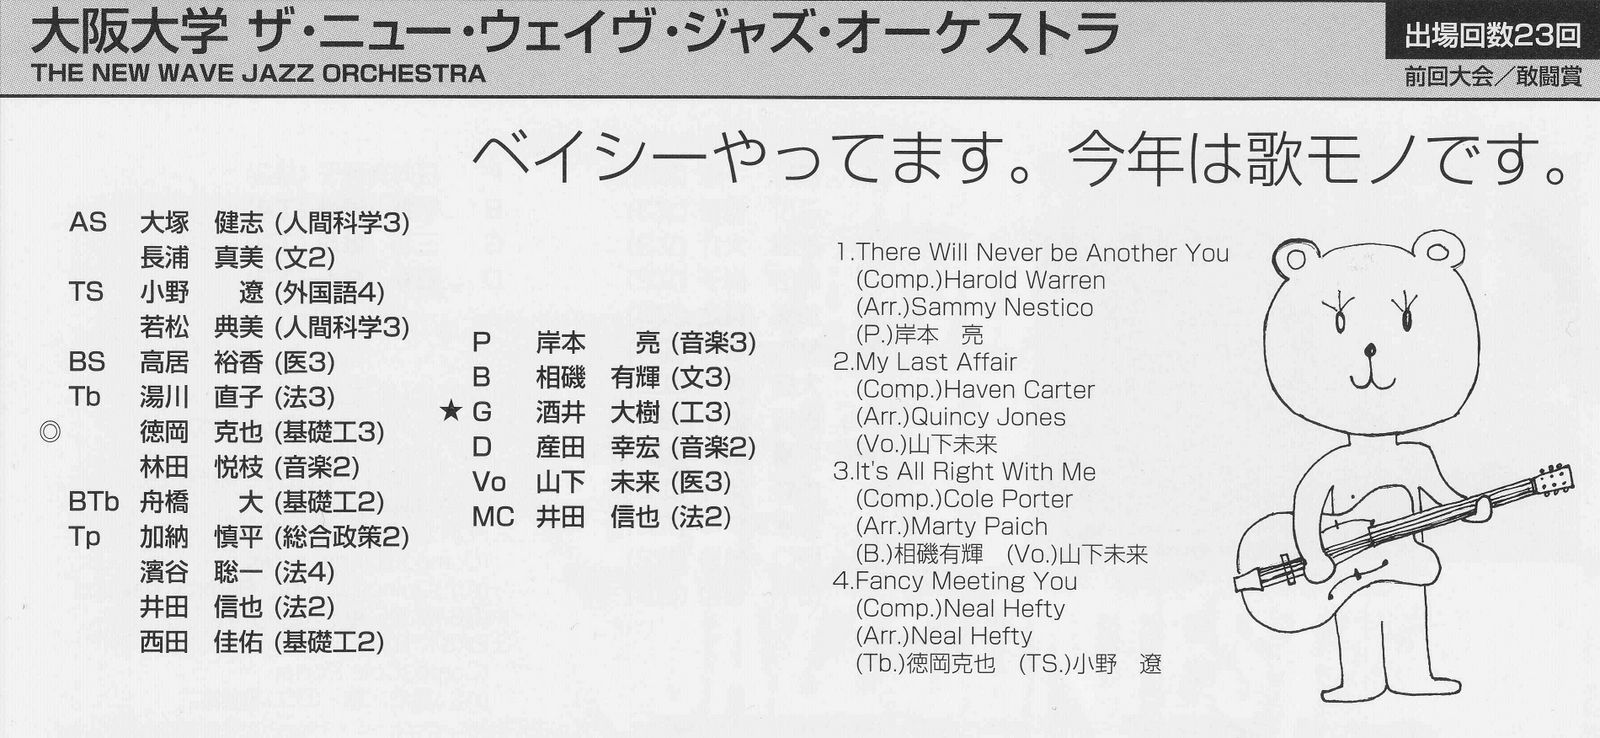 大阪大学 ザ・ニュー・ウェイヴ・ジャズ・オーケストラ
THE NEW WAVE JAZZ ORCHESTRA
出場回数23回
前回大会／敢闘賞
ベイシーやってます。今年は歌モノです。
AS 大塚 健志 (人間科学3)
長浦 真美 (文2)
TS 小野 遼 (外国語4)
若松 典美 (人間科学3)
BS 高居 裕香 (医3)
Tb 湯川 直子 (法3)
◎ 徳岡 克也 (基礎工3)
林田 悦枝 (音楽2)
BTb 舟橋 大 (基礎工2)
Tp 加納 慎平 (総合政策2)
濱谷 聡一 (法4)
井田 信也 (法2)
西田 佳佑 (基礎工2)
P 岸本 亮 (音楽3)
B 相磯 有輝 (文3)
★ G 酒井 大樹 (工3)
D 産田 幸宏 (音楽2)
Vo 山下 未来 (医3)
MC 井田 信也 (法2)
1.There Will Never be Another You
(Comp.)Harold Warren
(Arr.)Sammy Nestico
(P.)岸本 亮
2.My Last Affair
(Comp.)Haven Carter
(Arr.)Quincy Jones
(Vo.)山下未来
3.It's All Right With Me
(Comp.)Cole Porter
(Arr.)Marty Paich
(B.)相磯有輝 (Vo.)山下未来
4.Fancy Meeting You
(Comp.)Neal Hefty
(Arr.)Neal Hefty
(Tb.)徳岡克也 (TS.)小野 遼